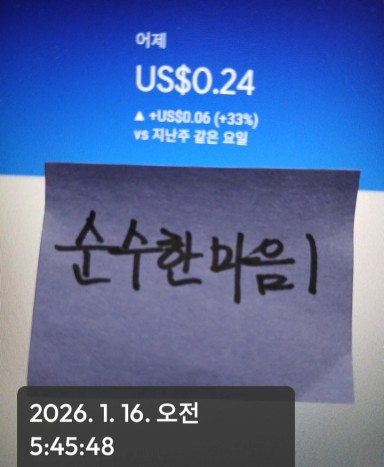 어제
US$0.24
▲ +US$0.06 (+33%)
vs 지난주 같은 요일
순수한 마음 1
2026. 1. 16. 오전
5:45:48